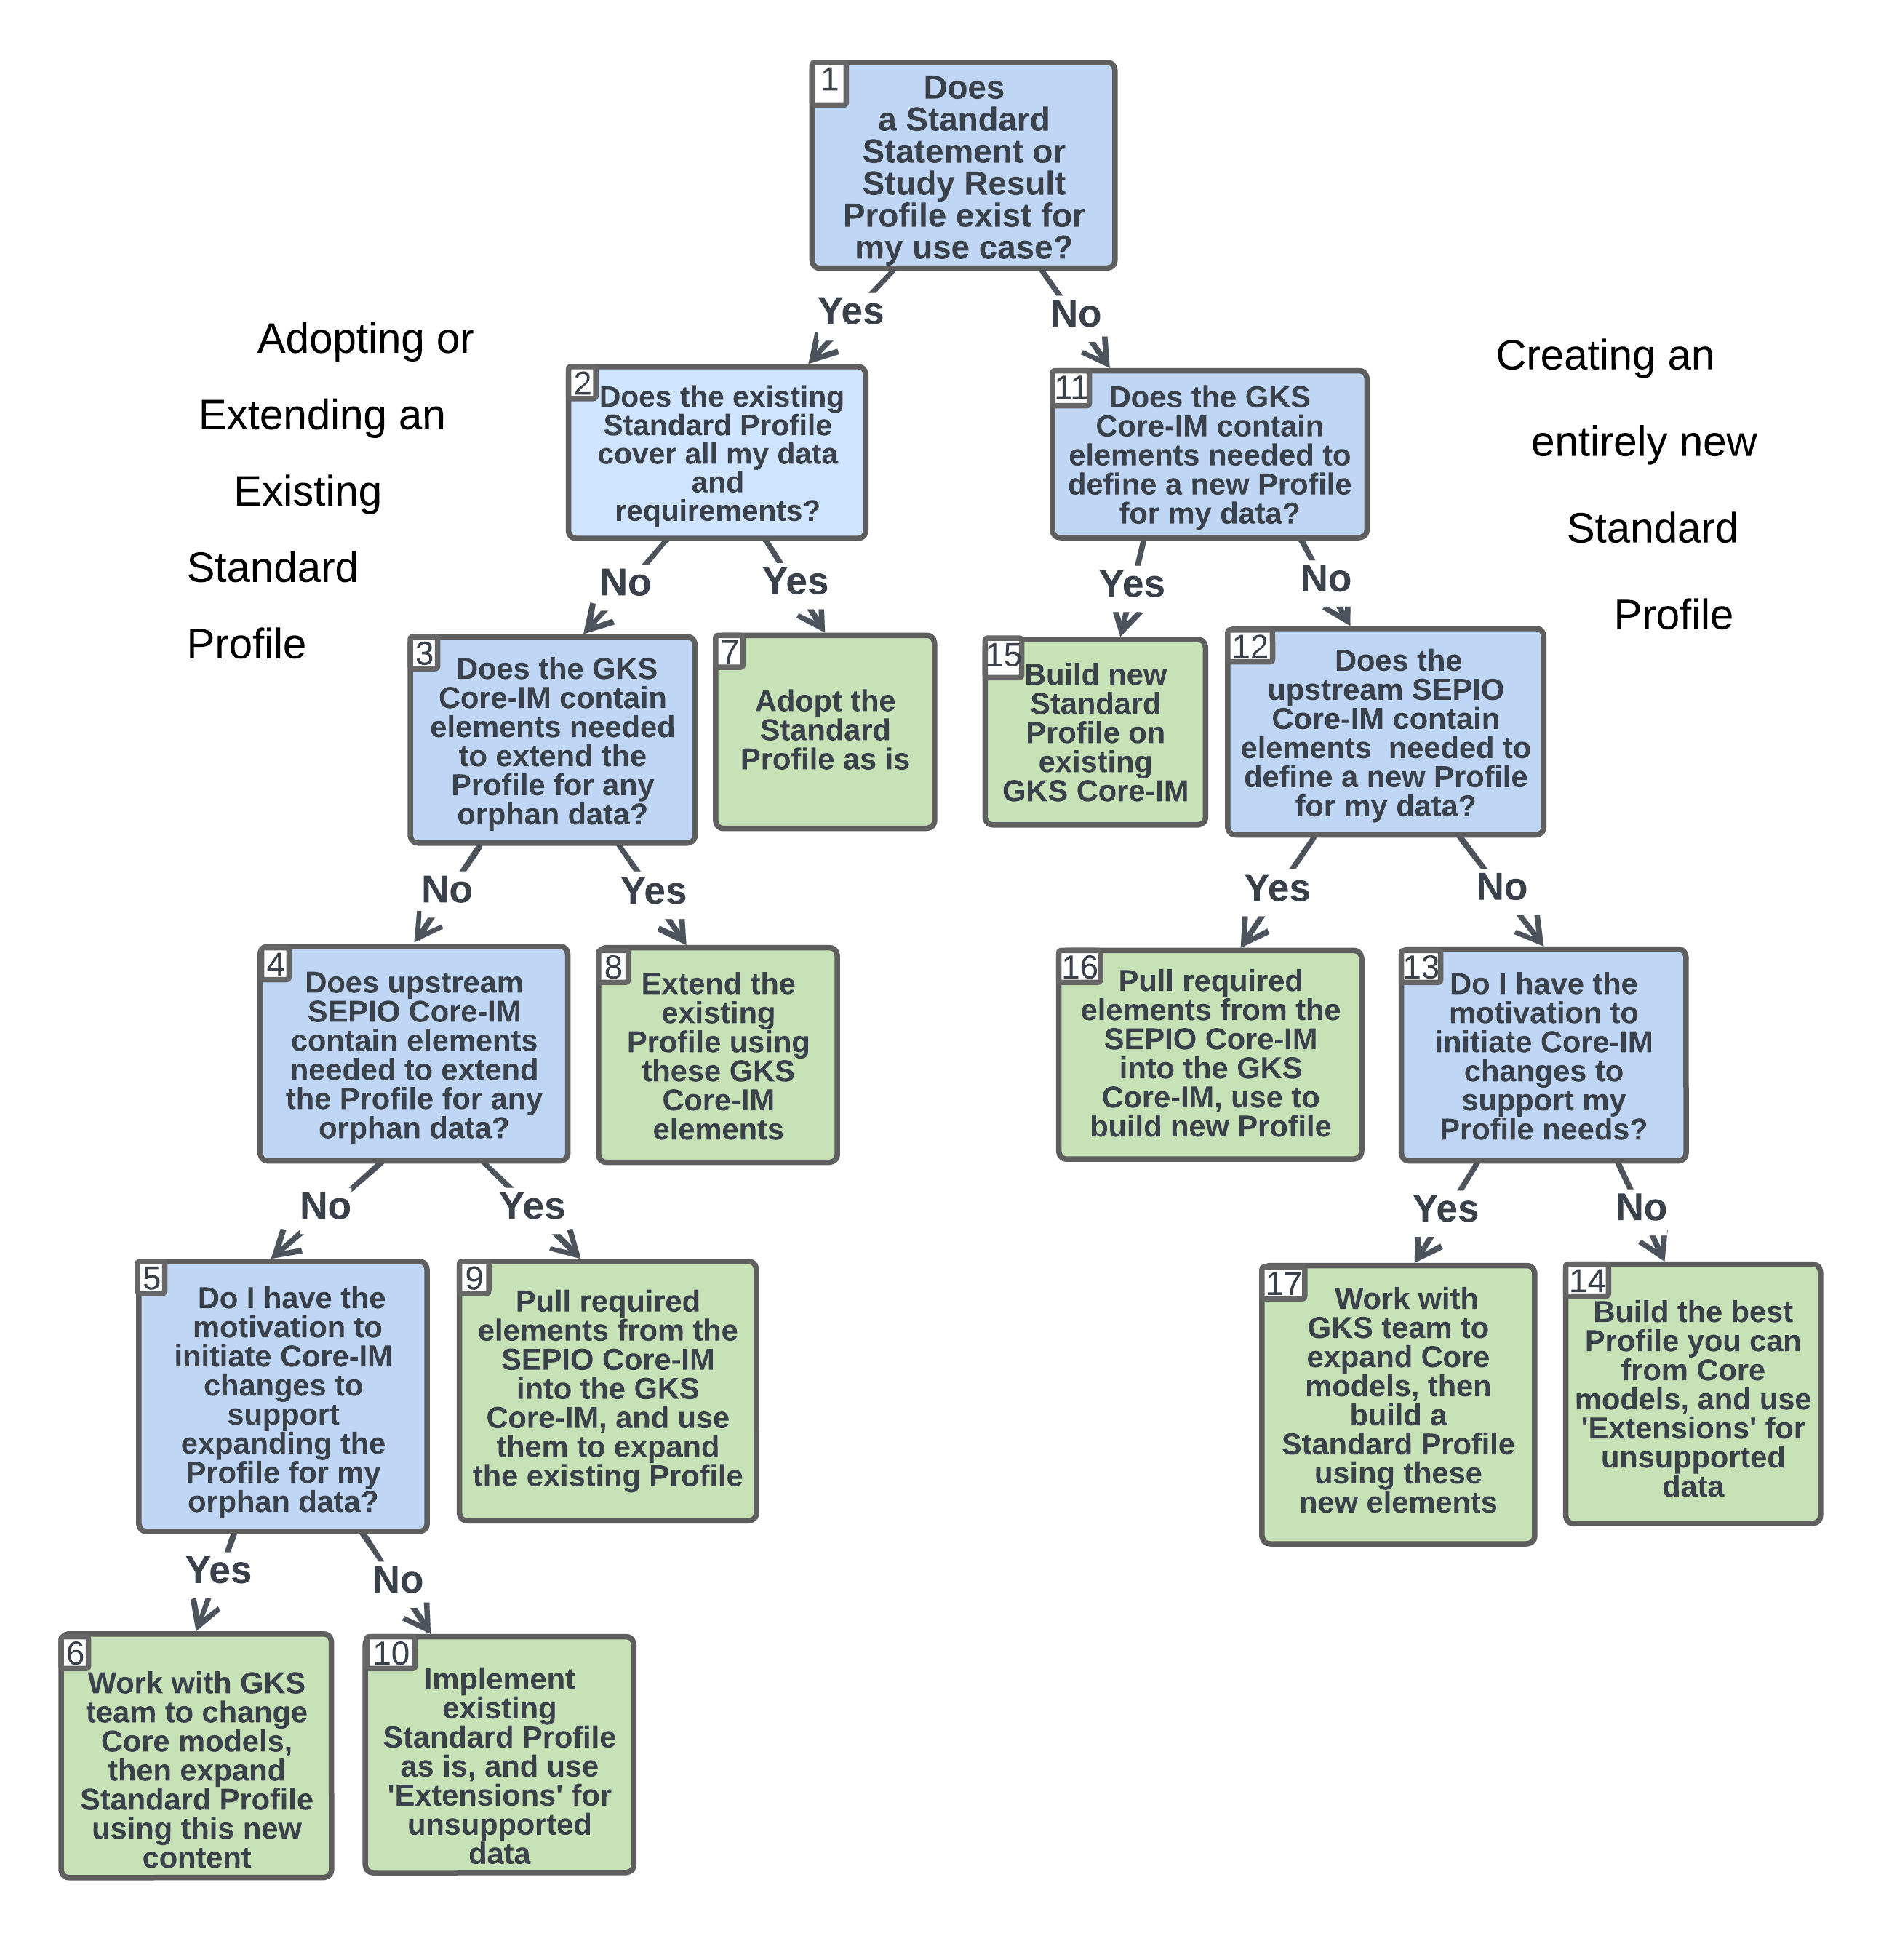 1
Does
a Standard
Statement or
Study Result
Profile exist for
my use case?
Yes
No
Adopting or
Extending an
Existing
Standard
Profile
Creating an
entirely new
Standard
Profile
2
Does the existing
Standard Profile
cover all my data
and
requirements?
11
Does the GKS
Core-IM contain
elements needed to
define a new Profile
for my data?
No
Yes
Yes
No
3
Does the GKS
Core-IM contain
elements needed
to extend the
Profile for any
orphan data?
7
Adopt the
Standard
Profile as is
15
Build new
Standard
Profile on
existing
GKS Core-IM
12
Does the
upstream SEPIO
Core-IM contain
elements  needed to
define a new Profile
for my data?
No
Yes
Yes
No
4
Does upstream
SEPIO Core-IM
contain elements
needed to extend
the Profile for any
orphan data?
8
Extend the
existing
Profile using
these GKS
Core-IM
elements
16
Pull required
elements from the
SEPIO Core-IM
into the GKS
Core-IM, use to
build new Profile
13
Do I have the
motivation to
initiate Core-IM
changes to
support my
Profile needs?
No
Yes
Yes
No
5
Do I have the
motivation to
initiate Core-IM
changes to
support
expanding the
Profile for my
orphan data?
9
Pull required
elements from the
SEPIO Core-IM
into the GKS
Core-IM, and use
them to expand
the existing Profile
17
Work with
GKS team to
expand Core
models, then
build a
Standard Profile
using these
new elements
14
Build the best
Profile you can
from Core
models, and use
'Extensions' for
unsupported
data
Yes
No
6
Work with GKS
team to change
Core models,
then expand
Standard Profile
using this new
content
10
Implement
existing
Standard Profile
as is, and use
'Extensions' for
unsupported
data